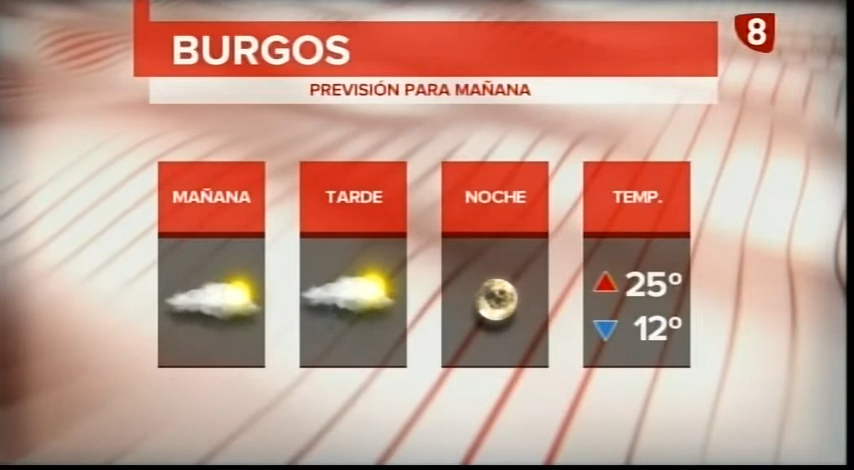 BURGOS
8
PREVISIÓN PARA MAÑANA
MAÑANA
TARDE
NOCHE
TEMP.
25º
12º